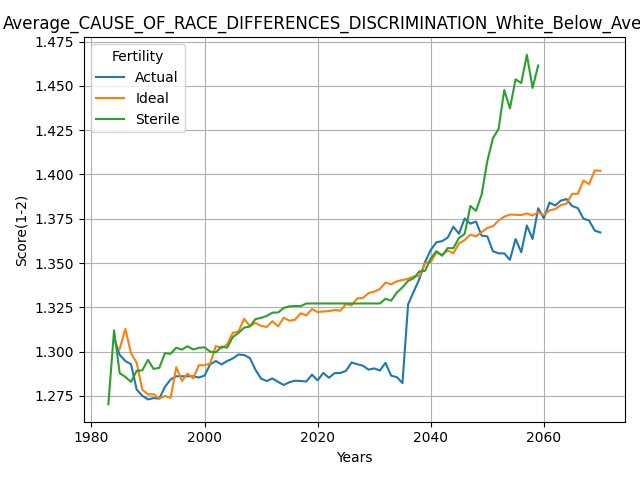 Average_CAUSE_OF_RACE_DIFFERENCES_DISCRIMINATION_White_Below_Ave
1.475
1.450
1.425
1.400
1.375
1.350
1.325
1.300
1.275
Score(1-2)
Fertility
Actual
Ideal
Sterile
1980 2000 2020 2040 2060
Years